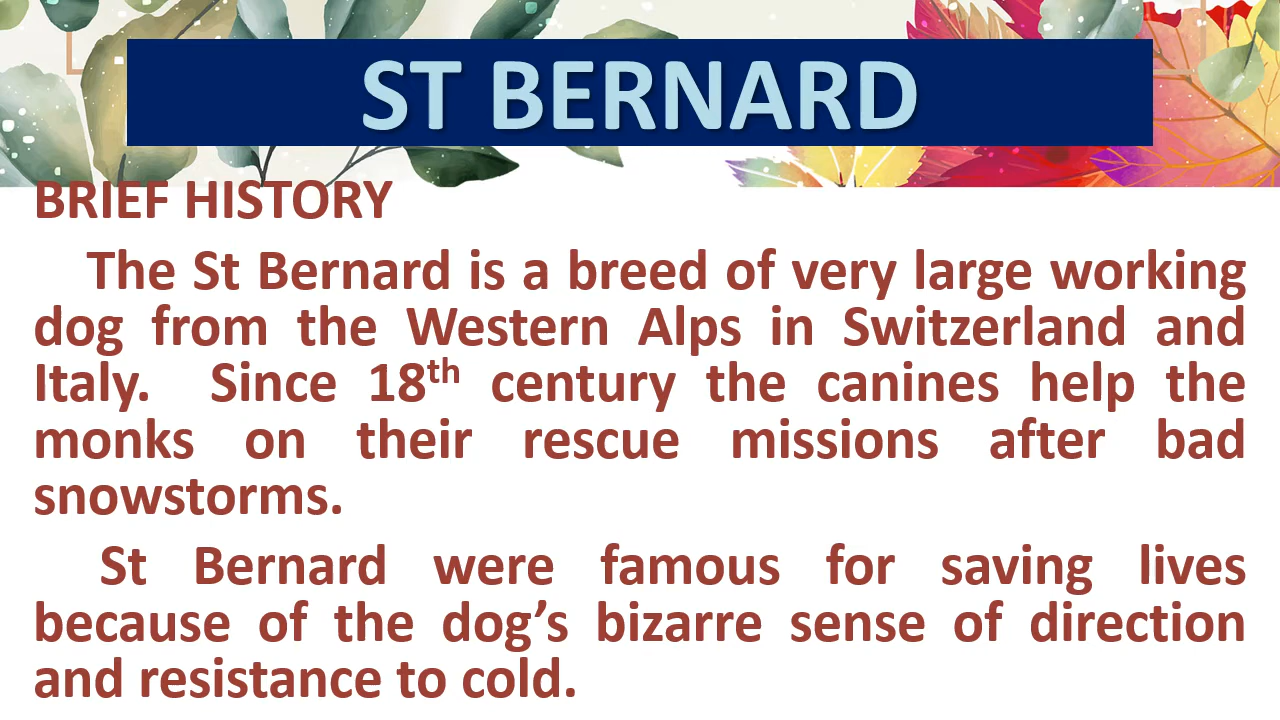 ST BERNARD
BRIEF HISTORY
The St Bernard is a breed of very large working
dog from the Western Alps in Switzerland and
Italy. Since 18th century the canines help the
monks on their rescue missions after bad
snowstorms.
St Bernard were famous for saving lives
because of the dog’s bizarre sense of direction
and resistance to cold.